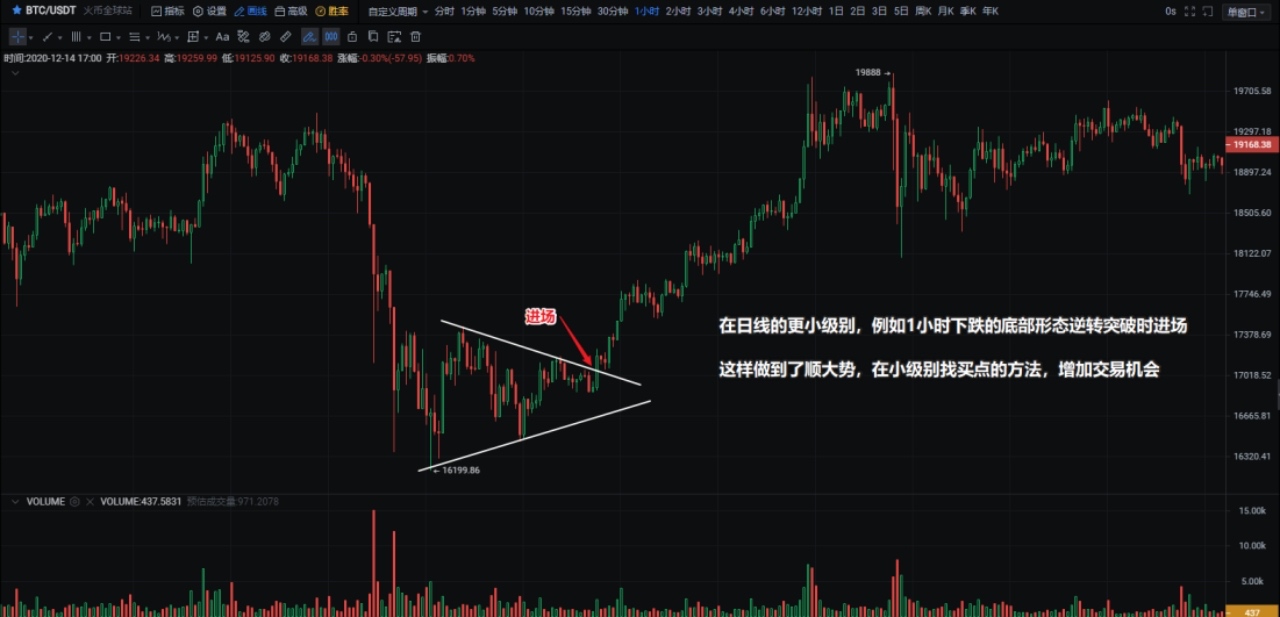 BTC/USDT 火币全球站 指标 设置 画线 高级 胜率 自定义周期 分时 1分钟 5分钟 10分钟 15分钟 30分钟 1小时 2小时 3小时 4小时 6小时 12小时 1日 2日 3日 5日 周K 月K 季K 年K 0s 单窗口
Aa
时间:2020-12-14 17:00 开:19226.34 高:19259.99 低:19125.90 收:19168.38 涨幅:-0.30%(-57.95) 振幅:0.70%
19888
19705.58
19297.18
19168.38
18897.24
18505.60
18122.07
17746.49
进场
在日线的更小级别，例如1小时下跌的底部形态逆转突破时进场
17378.69
这样做到了顺大势，在小级别找买点的方法，增加交易机会
17018.52
16665.81
16320.41
16199.86
VOLUME VOLUME:437.5831 预估成交量:971.2078
15.00k
10.00k
5.00k
437